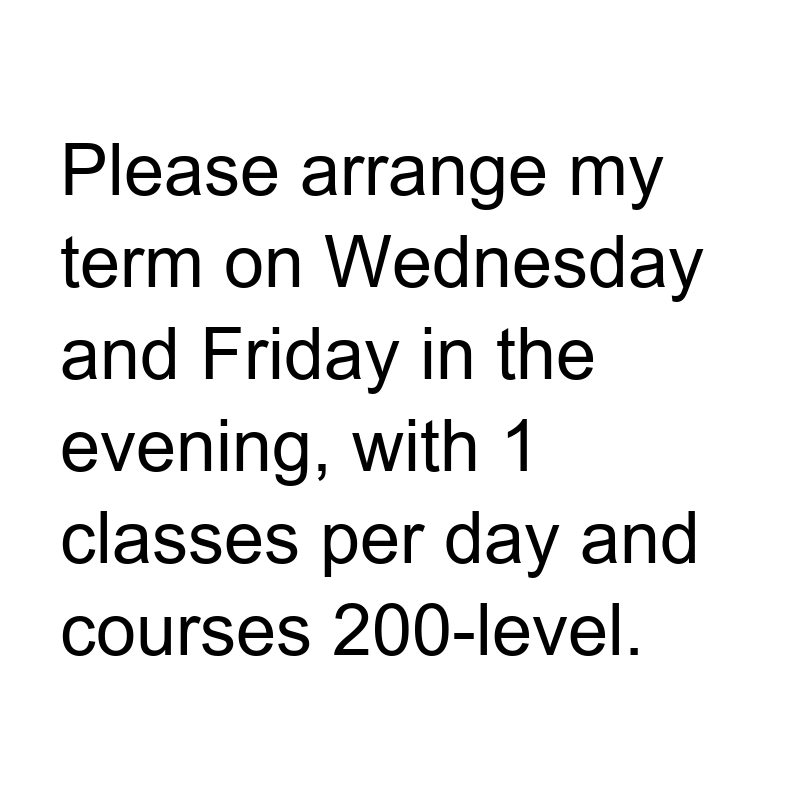 Please arrange my
term on Wednesday
and Friday in the
evening, with 1
classes per day and
courses 200-level.